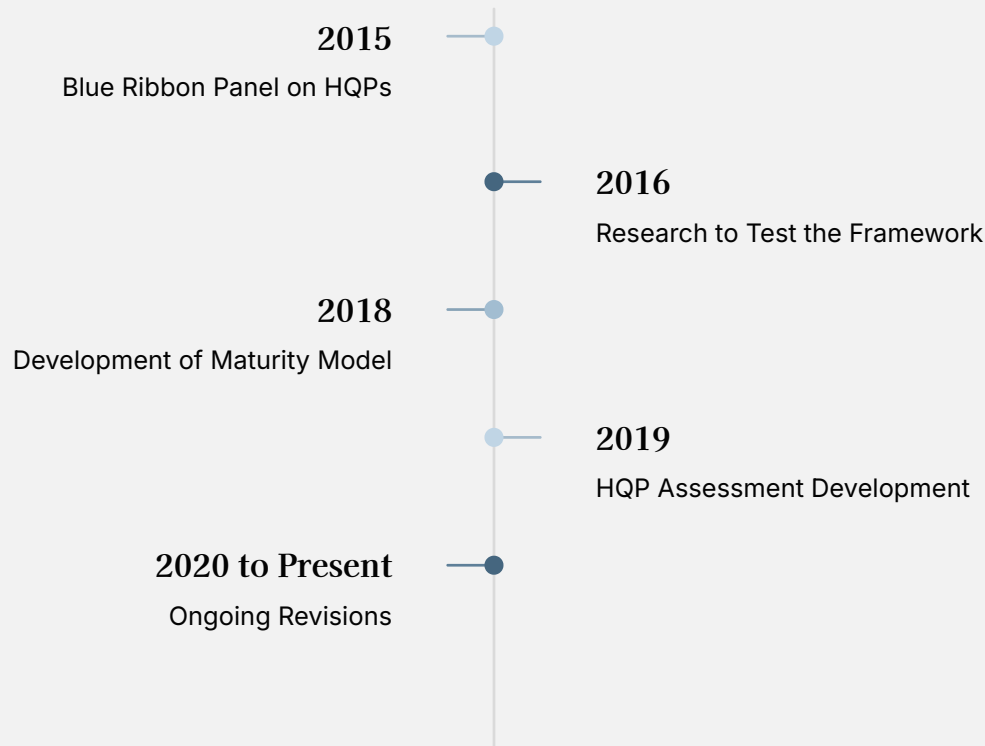 2015
Blue Ribbon Panel on HQPs
2016
Research to Test the Framework
2018
Development of Maturity Model
2019
HQP Assessment Development
2020 to Present
Ongoing Revisions